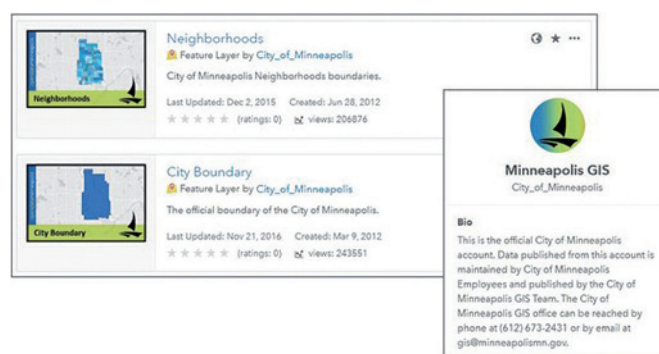 Neighborhoods
Feature Layer by City_of_Minneapolis
City of Minneapolis Neighborhoods boundaries.
Last Updated: Dec 2, 2015 Created: Jun 28, 2012
(ratings: 0) views: 206876
Neighborhoods
City Boundary
Feature Layer by City_of_Minneapolis
The official boundary of the City of Minneapolis.
Last Updated: Nov 21, 2016 Created: Mar 9, 2012
(ratings: 0) views: 243551
City Boundary
Minneapolis GIS
City_of_Minneapolis
Bio
This is the official City of Minneapolis
account. Data published from this account is
maintained by City of Minneapolis
Employees and published by the City of
Minneapolis GIS Team. The City of
Minneapolis GIS office can be reached by
phone at (612) 673-2431 or by email at
gis@minneapolismn.gov.